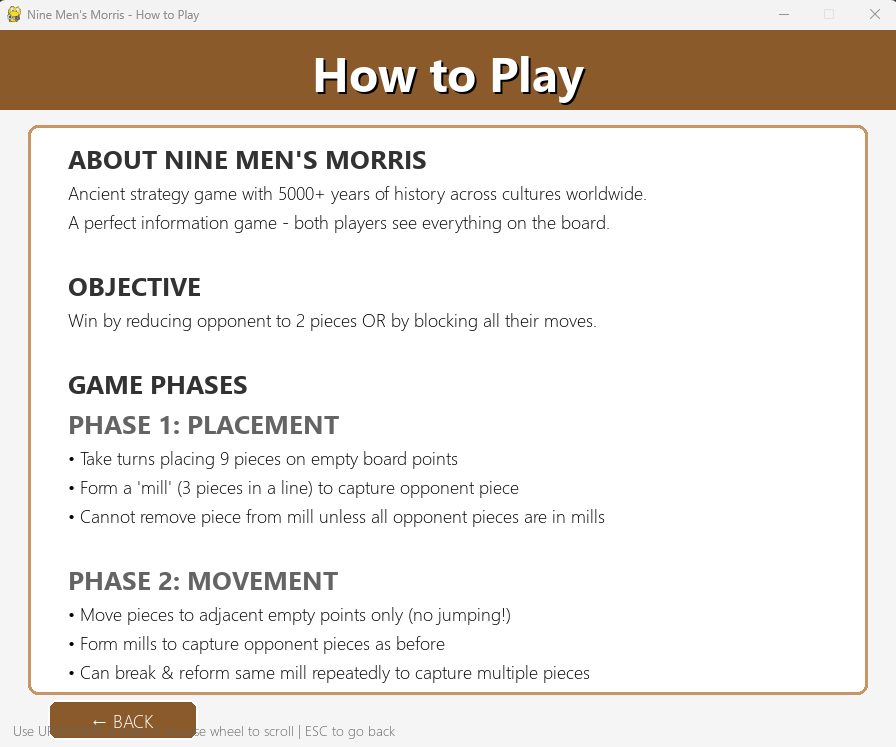 Nine Men's Morris - How to Play
How to Play
ABOUT NINE MEN'S MORRIS
Ancient strategy game with 5000+ years of history across cultures worldwide.
A perfect information game - both players see everything on the board.
OBJECTIVE
Win by reducing opponent to 2 pieces OR by blocking all their moves.
GAME PHASES
PHASE 1: PLACEMENT
• Take turns placing 9 pieces on empty board points
• Form a 'mill' (3 pieces in a line) to capture opponent piece
• Cannot remove piece from mill unless all opponent pieces are in mills
PHASE 2: MOVEMENT
• Move pieces to adjacent empty points only (no jumping!)
• Form mills to capture opponent pieces as before
• Can break & reform same mill repeatedly to capture multiple pieces
← BACK
Use wheel to scroll | ESC to go back